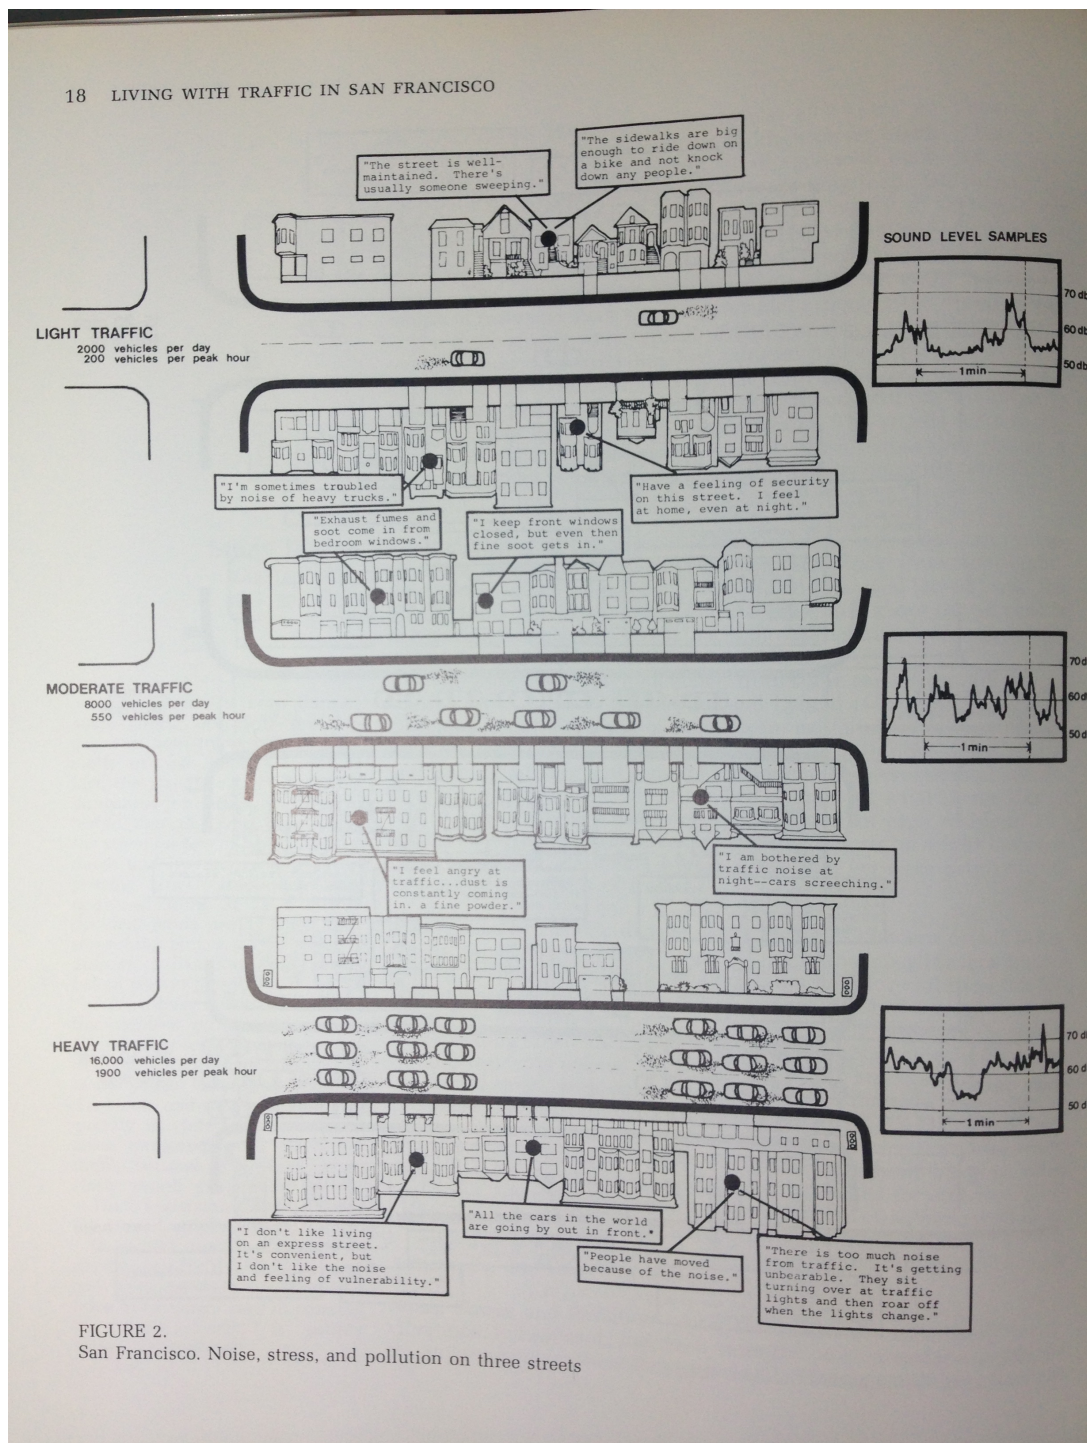 18 LIVING WITH TRAFFIC IN SAN FRANCISCO
"The street is well-
maintained. There's
usually someone sweeping."
"The sidewalks are big
enough to ride down on
a bike and not knock
down any people."
SOUND LEVEL SAMPLES
70 db
60 db
50 db
1 min
LIGHT TRAFFIC
2000 vehicles per day
200 vehicles per peak hour
"I'm sometimes troubled
by noise of heavy trucks."
"Have a feeling of security
on this street. I feel
at home, even at night."
"Exhaust fumes and
soot come in from
bedroom windows."
"I keep front windows
closed, but even then
fine soot gets in."
MODERATE TRAFFIC
8000 vehicles per day
550 vehicles per peak hour
70 d
60 d
50 d
1 min
"I feel angry at
traffic...dust is
constantly coming
in. a fine powder."
"I am bothered by
traffic noise at
night--cars screeching."
HEAVY TRAFFIC
16,000 vehicles per day
1900 vehicles per peak hour
70 d
60 d
50 d
1 min
"I don't like living
on an express street.
It's convenient, but
I don't like the noise
and feeling of vulnerability."
"All the cars in the world
are going by out in front."
"People have moved
because of the noise."
"There is too much noise
from traffic. It's getting
unbearable. They sit
turning over at traffic
lights and then roar off
when the lights change."
FIGURE 2.
San Francisco. Noise, stress, and pollution on three streets